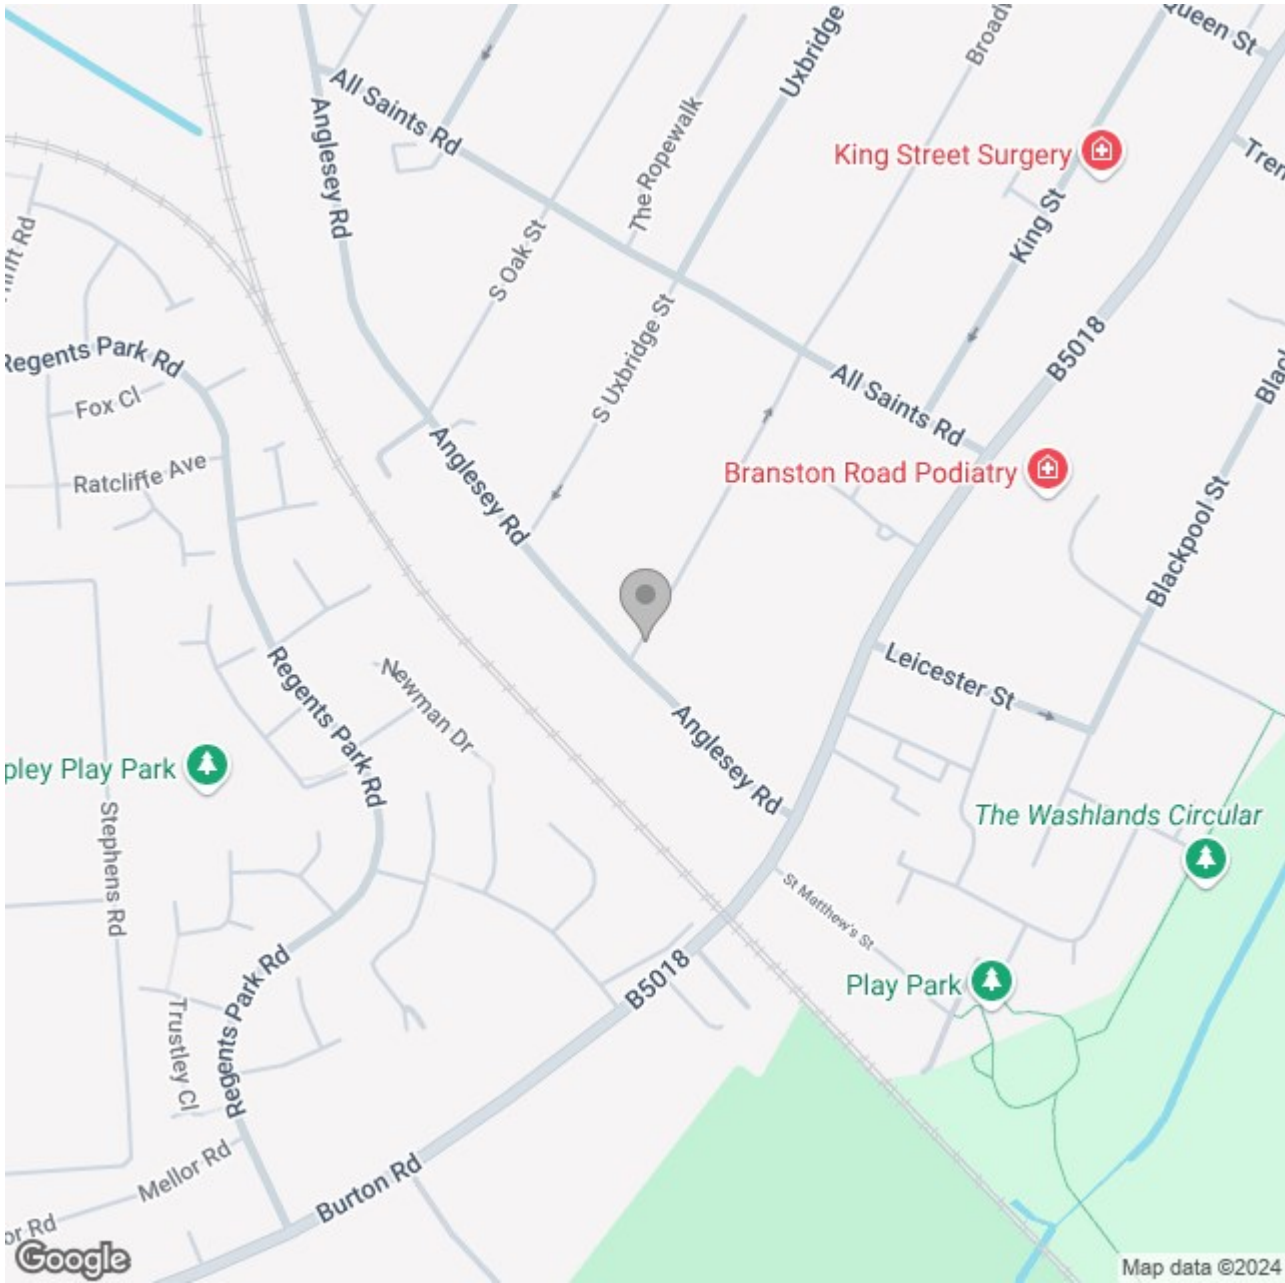 Queen St
Uxbridge
All Saints Rd
Anglesey Rd
The Ropewalk
King Street Surgery
King St
S Oak St
S Uxbridge St
B5018
Regents Park Rd
Fox Cl
All Saints Rd
Ratcliffe Ave
Anglesey Rd
Branston Road Podiatry
Blackpool St
Leicester St
Newman Dr
Regents Park Rd
Anglesey Rd
pley Play Park
Stephens Rd
The Washlands Circular
St Matthew's St
B5018
Play Park
Regents Park Rd
Trustley Cl
Mellor Rd
Burton Rd
or Rd
Google
Map data ©2024